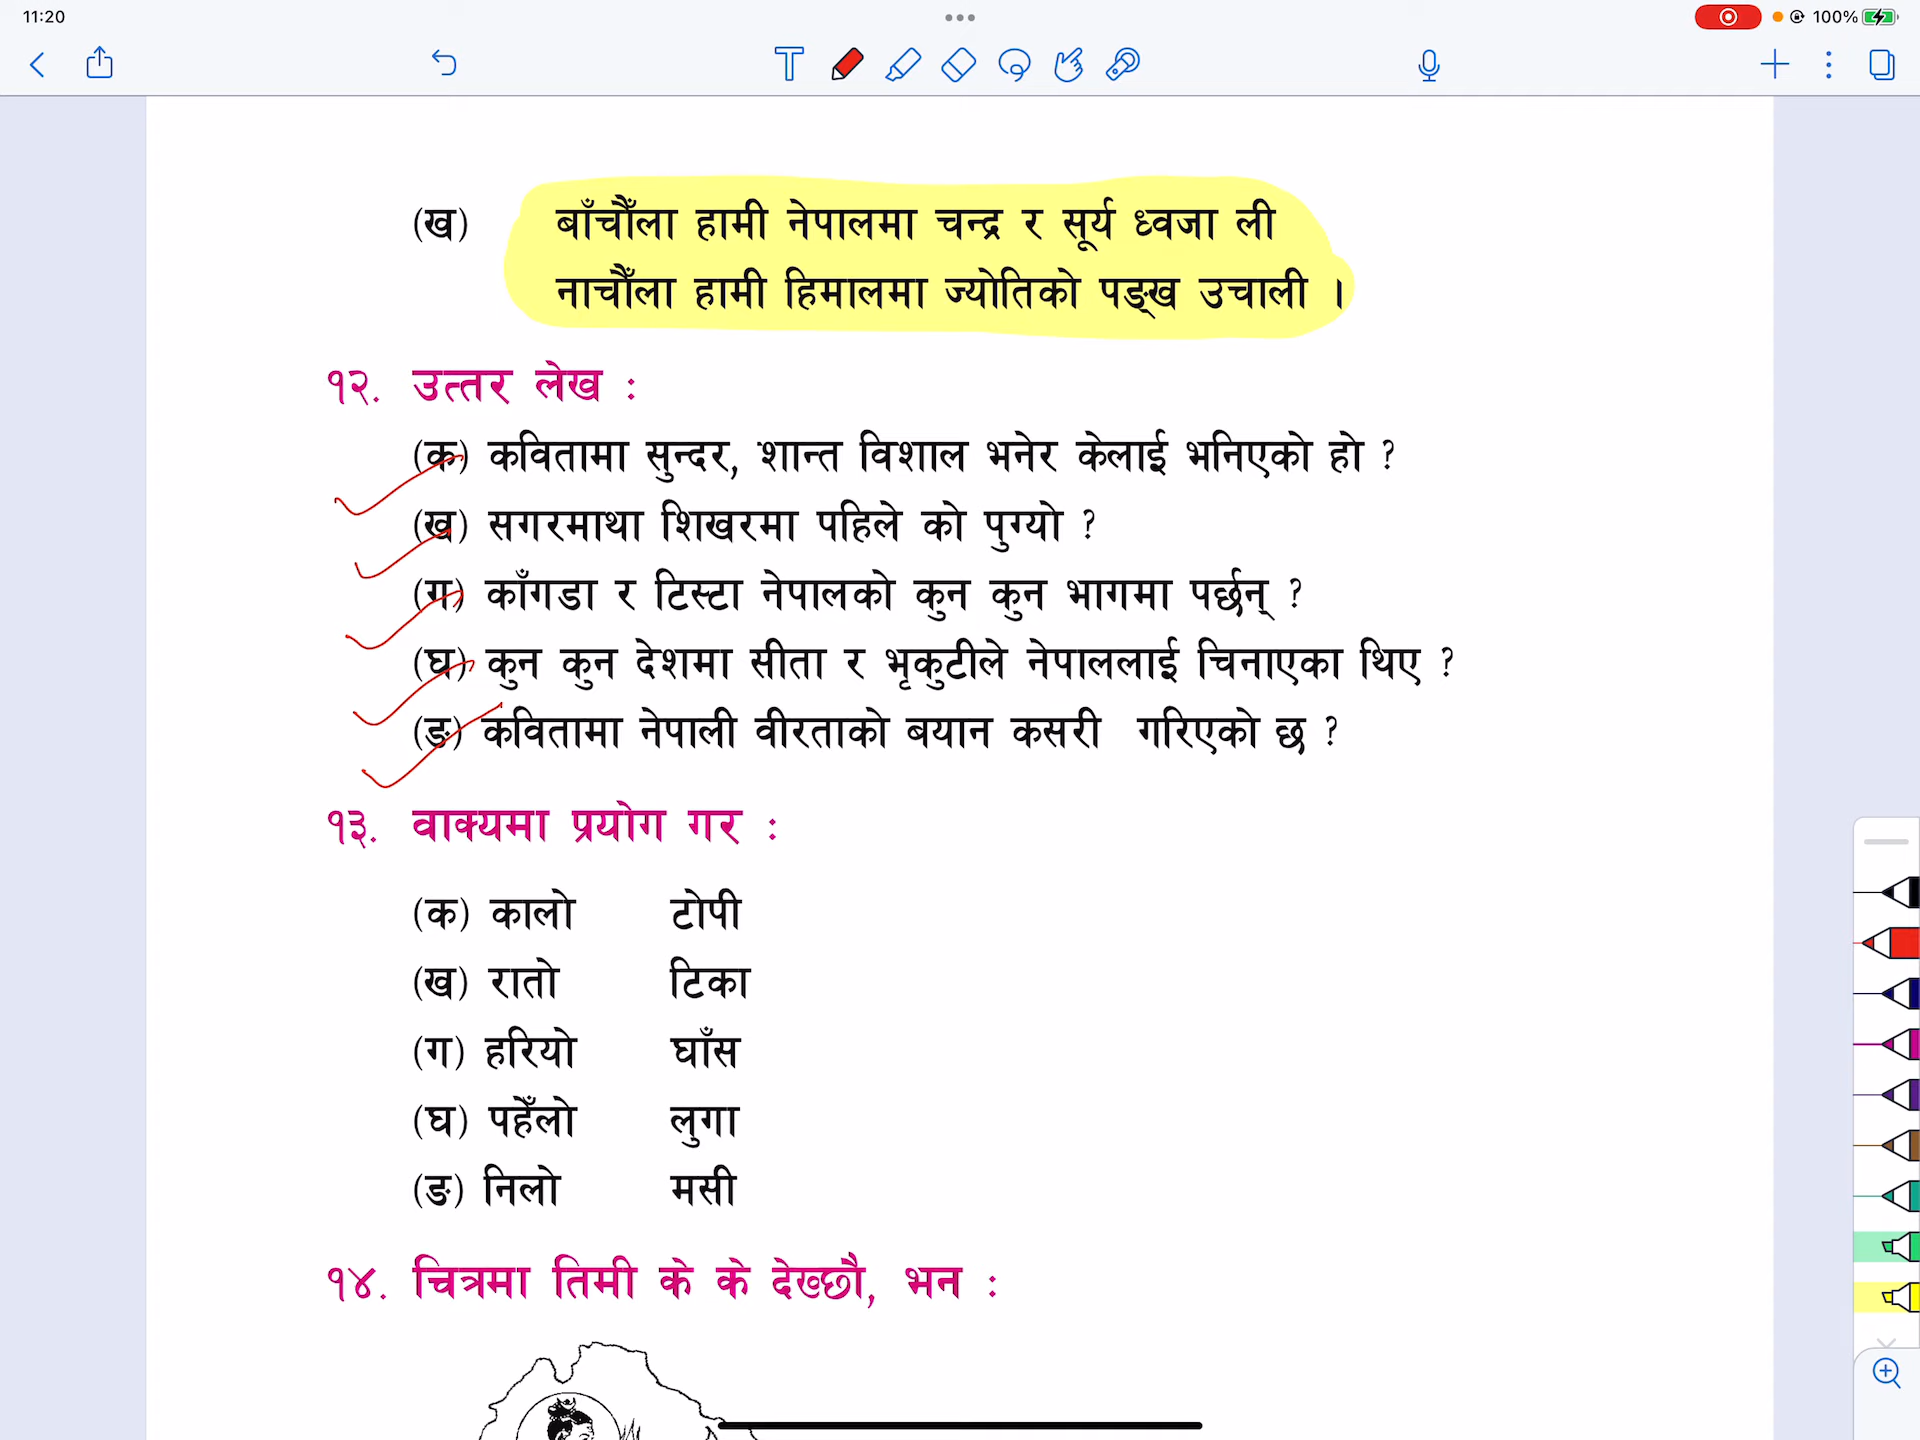 11:20
100%
(ख) बाँचौँला हामी नेपालमा चन्द्र र सूर्य ध्वजा ली
नाचौँला हामी हिमालमा ज्योतिको पङ्ख उचाली ।
१२. उत्तर लेख :
(क) कवितामा सुन्दर, शान्त विशाल भनेर केलाई भनिएको हो ?
(ख) सगरमाथा शिखरमा पहिले को पुग्यो ?
(ग) काँगडा र टिस्टा नेपालको कुन कुन भागमा पर्छन् ?
(घ) कुन कुन देशमा सीता र भृकुटीले नेपाललाई चिनाएका थिए ?
(ङ) कवितामा नेपाली वीरताको बयान कसरी गरिएको छ ?
१३. वाक्यमा प्रयोग गर :
(क) कालो टोपी
(ख) रातो टिका
(ग) हरियो घाँस
(घ) पहेँलो लुगा
(ङ) निलो मसी
१४. चित्रमा तिमी के के देख्छौ, भन :